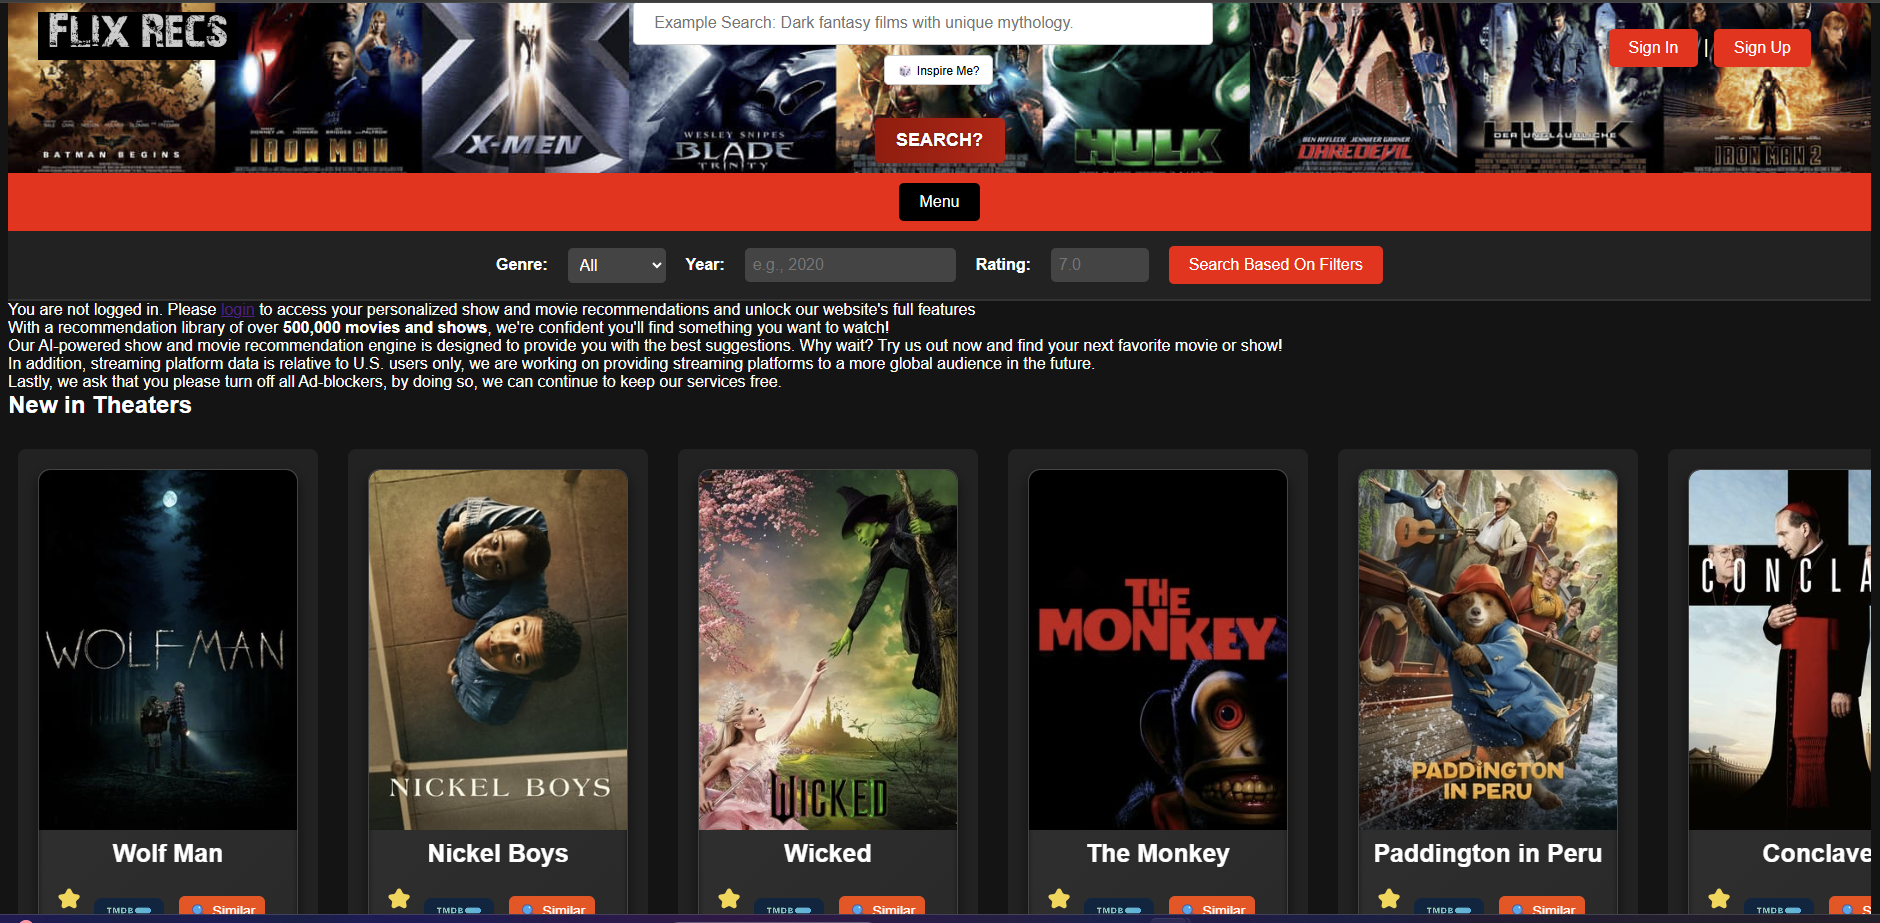 FLIX RECS
Example Search: Dark fantasy films with unique mythology.
Sign In | Sign Up
Inspire Me?
SEARCH?
BATMAN BEGINS
IRON MAN
X-MEN
WESLEY SNIPES
BLADE
TRINITY
HULK
BEN AFFLECK JENNIFER GARNER
DAREDEVIL
DER UNGLAUBLICHE
HULK
IRON MAN 2
Menu
Genre: All Year: e.g., 2020 Rating: 7.0 Search Based On Filters
You are not logged in. Please login to access your personalized show and movie recommendations and unlock our website's full features
With a recommendation library of over 500,000 movies and shows, we're confident you'll find something you want to watch!
Our AI-powered show and movie recommendation engine is designed to provide you with the best suggestions. Why wait? Try us out now and find your next favorite movie or show!
In addition, streaming platform data is relative to U.S. users only, we are working on providing streaming platforms to a more global audience in the future.
Lastly, we ask that you please turn off all Ad-blockers, by doing so, we can continue to keep our services free.
New in Theaters
WOLF MAN
NICKEL BOYS
WICKED
THE
MONKEY
PADDINGTON
IN PERU
CONCLA
Wolf Man
Nickel Boys
Wicked
The Monkey
Paddington in Peru
Conclave
TMDB Similar
TMDB Similar
TMDB Similar
TMDB Similar
TMDB Similar
TMDB S